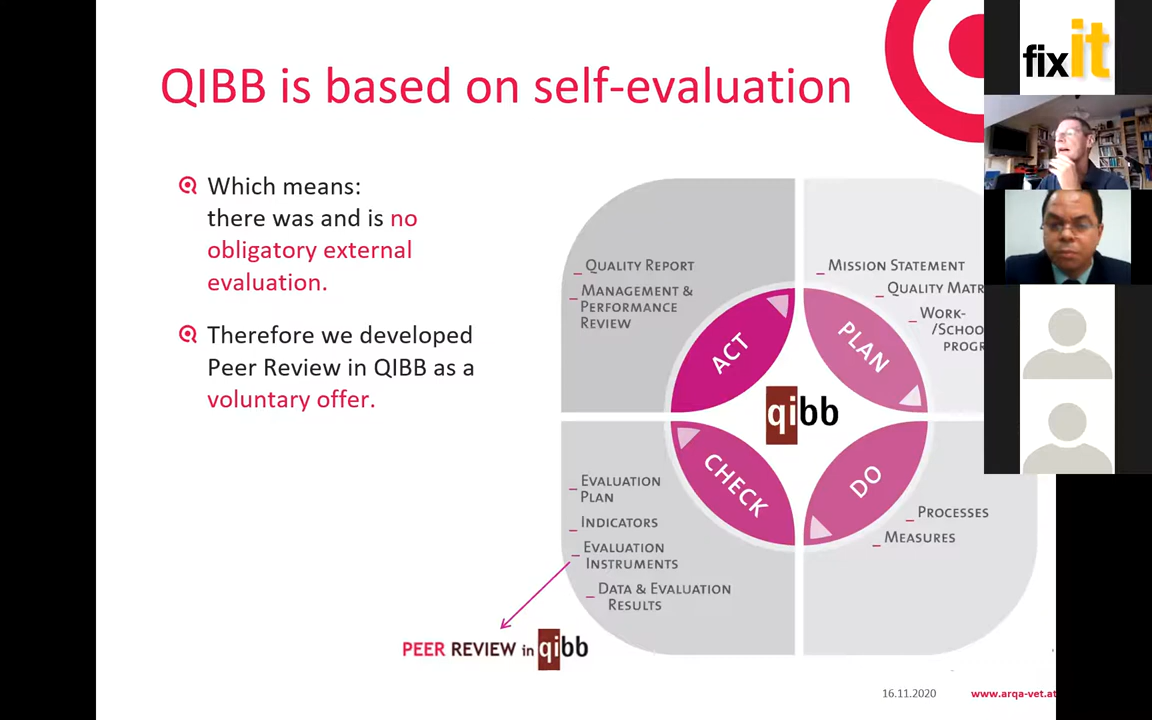 QIBB is based on self-evaluation
Which means:
there was and is no
obligatory external
evaluation.
Therefore we developed
Peer Review in QIBB as a
voluntary offer.
_ QUALITY REPORT
_ MANAGEMENT &
PERFORMANCE
REVIEW
_ MISSION STATEMENT
_ QUALITY MATR
_ WORK-
/SCHOO
PROGR
ACT
PLAN
qibb
CHECK
DO
_ EVALUATION
PLAN
_ INDICATORS
_ EVALUATION
INSTRUMENTS
_ DATA & EVALUATION
RESULTS
_ PROCESSES
_ MEASURES
PEER REVIEW in qibb
16.11.2020
www.arqa-vet.at
fixit